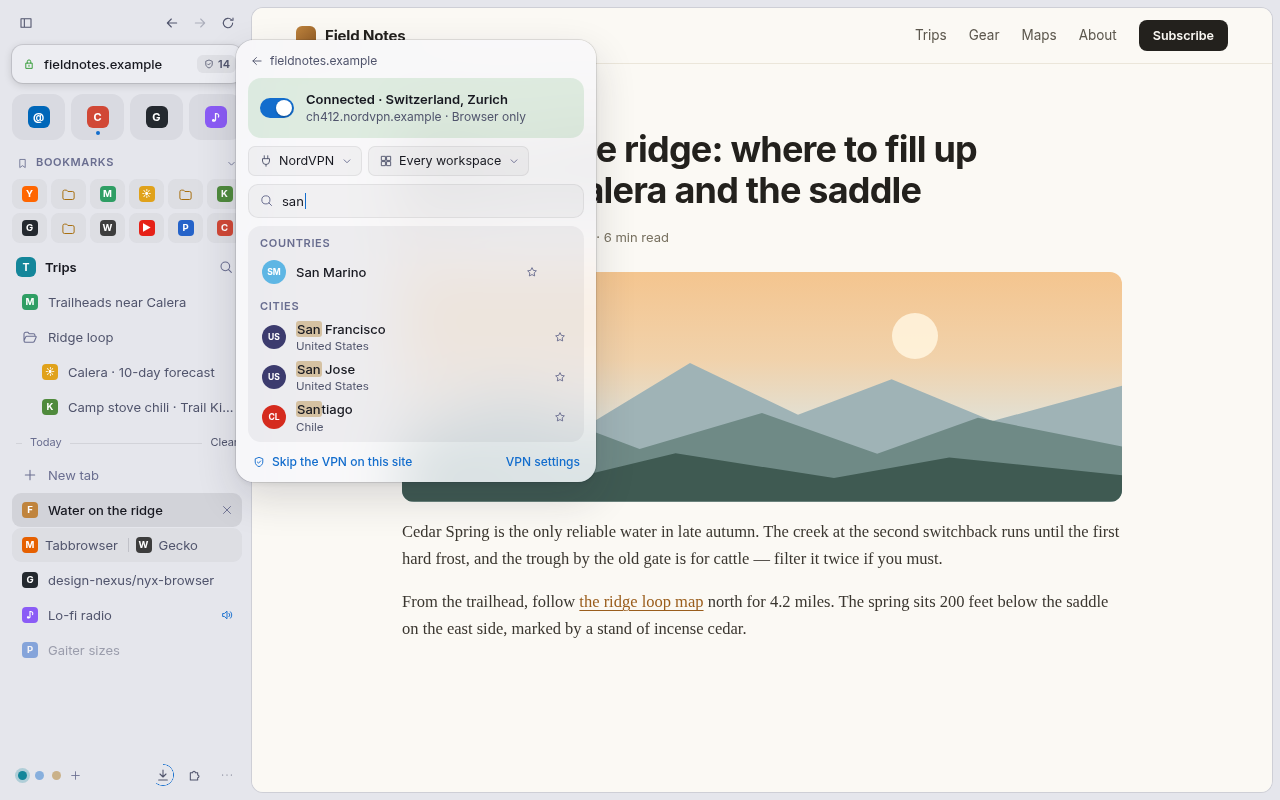 fieldnotes.example
14
@
C
G
BOOKMARKS
Y
M
K
G
W
P
C
T
Trips
M
Trailheads near Calera
Ridge loop
Calera · 10-day forecast
K
Camp stove chili · Trail Ki...
Today
Clear
New tab
F
Water on the ridge
M
Tabbrowser
W
Gecko
G
design-nexus/nyx-browser
Lo-fi radio
P
Gaiter sizes
fieldnotes.example
Connected · Switzerland, Zurich
ch412.nordvpn.example · Browser only
NordVPN
Every workspace
san
COUNTRIES
SM
San Marino
CITIES
US
San Francisco
United States
US
San Jose
United States
CL
Santiago
Chile
Skip the VPN on this site
VPN settings
Field Notes
Trips
Gear
Maps
About
Subscribe
ridge: where to fill up
and the saddle
· 6 min read
Cedar Spring is the only reliable water in late autumn. The creek at the second switchback runs until the first
hard frost, and the trough by the old gate is for cattle — filter it twice if you must.
From the trailhead, follow the ridge loop map north for 4.2 miles. The spring sits 200 feet below the saddle
on the east side, marked by a stand of incense cedar.